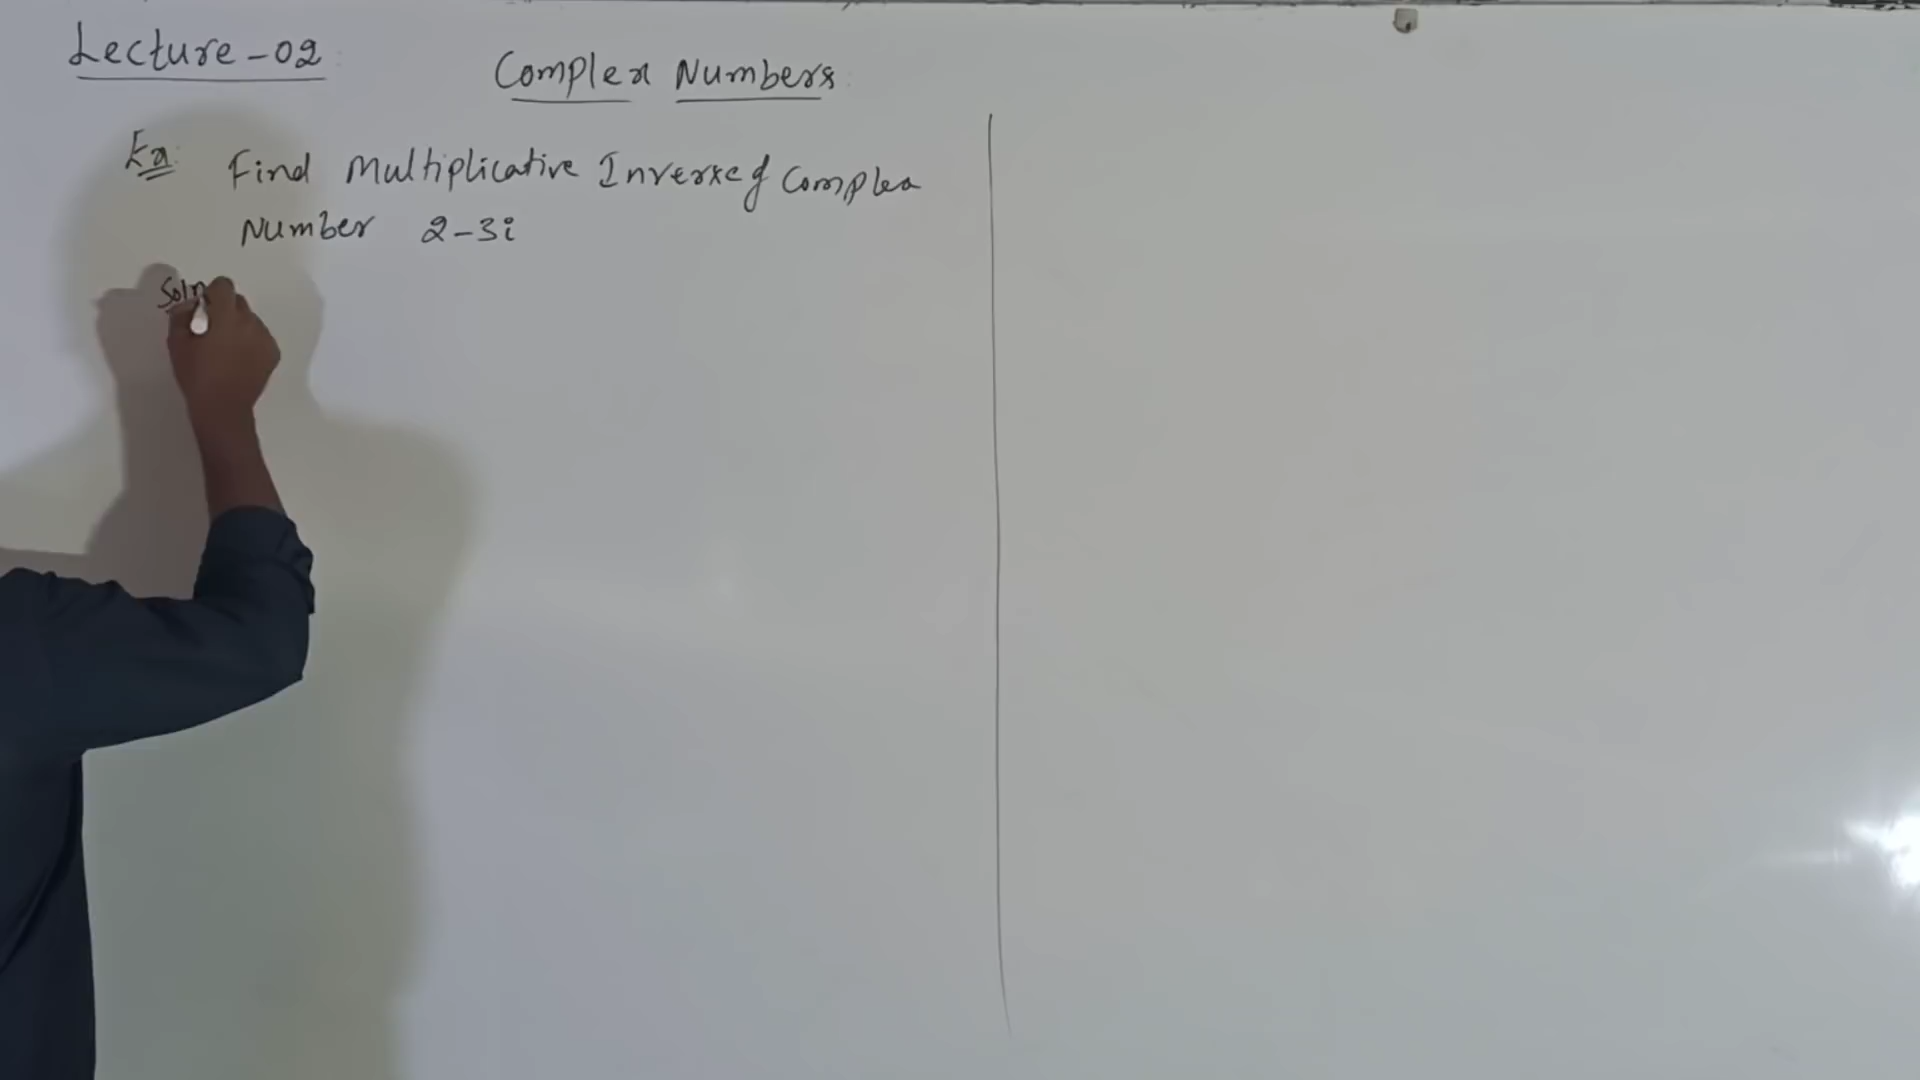 Lecture-02
Complex Numbers
Ex: Find Multiplicative Inverse of Complex
Number 2-3i
Soln